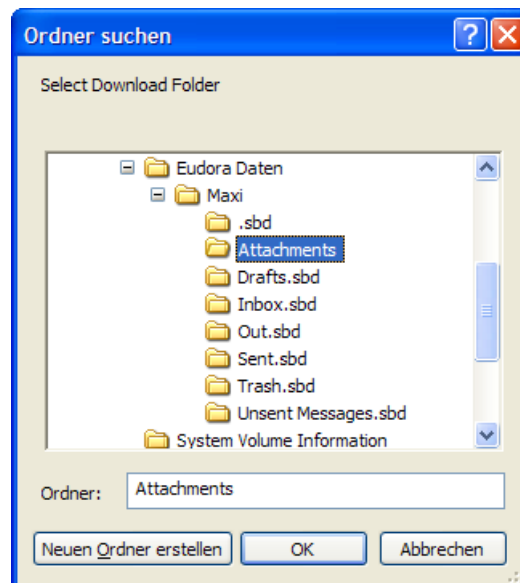 Ordner suchen
Select Download Folder
Eudora Daten
Maxi
.sbd
Attachments
Drafts.sbd
Inbox.sbd
Out.sbd
Sent.sbd
Trash.sbd
Unsent Messages.sbd
System Volume Information
Ordner: Attachments
Neuen Ordner erstellen OK Abbrechen